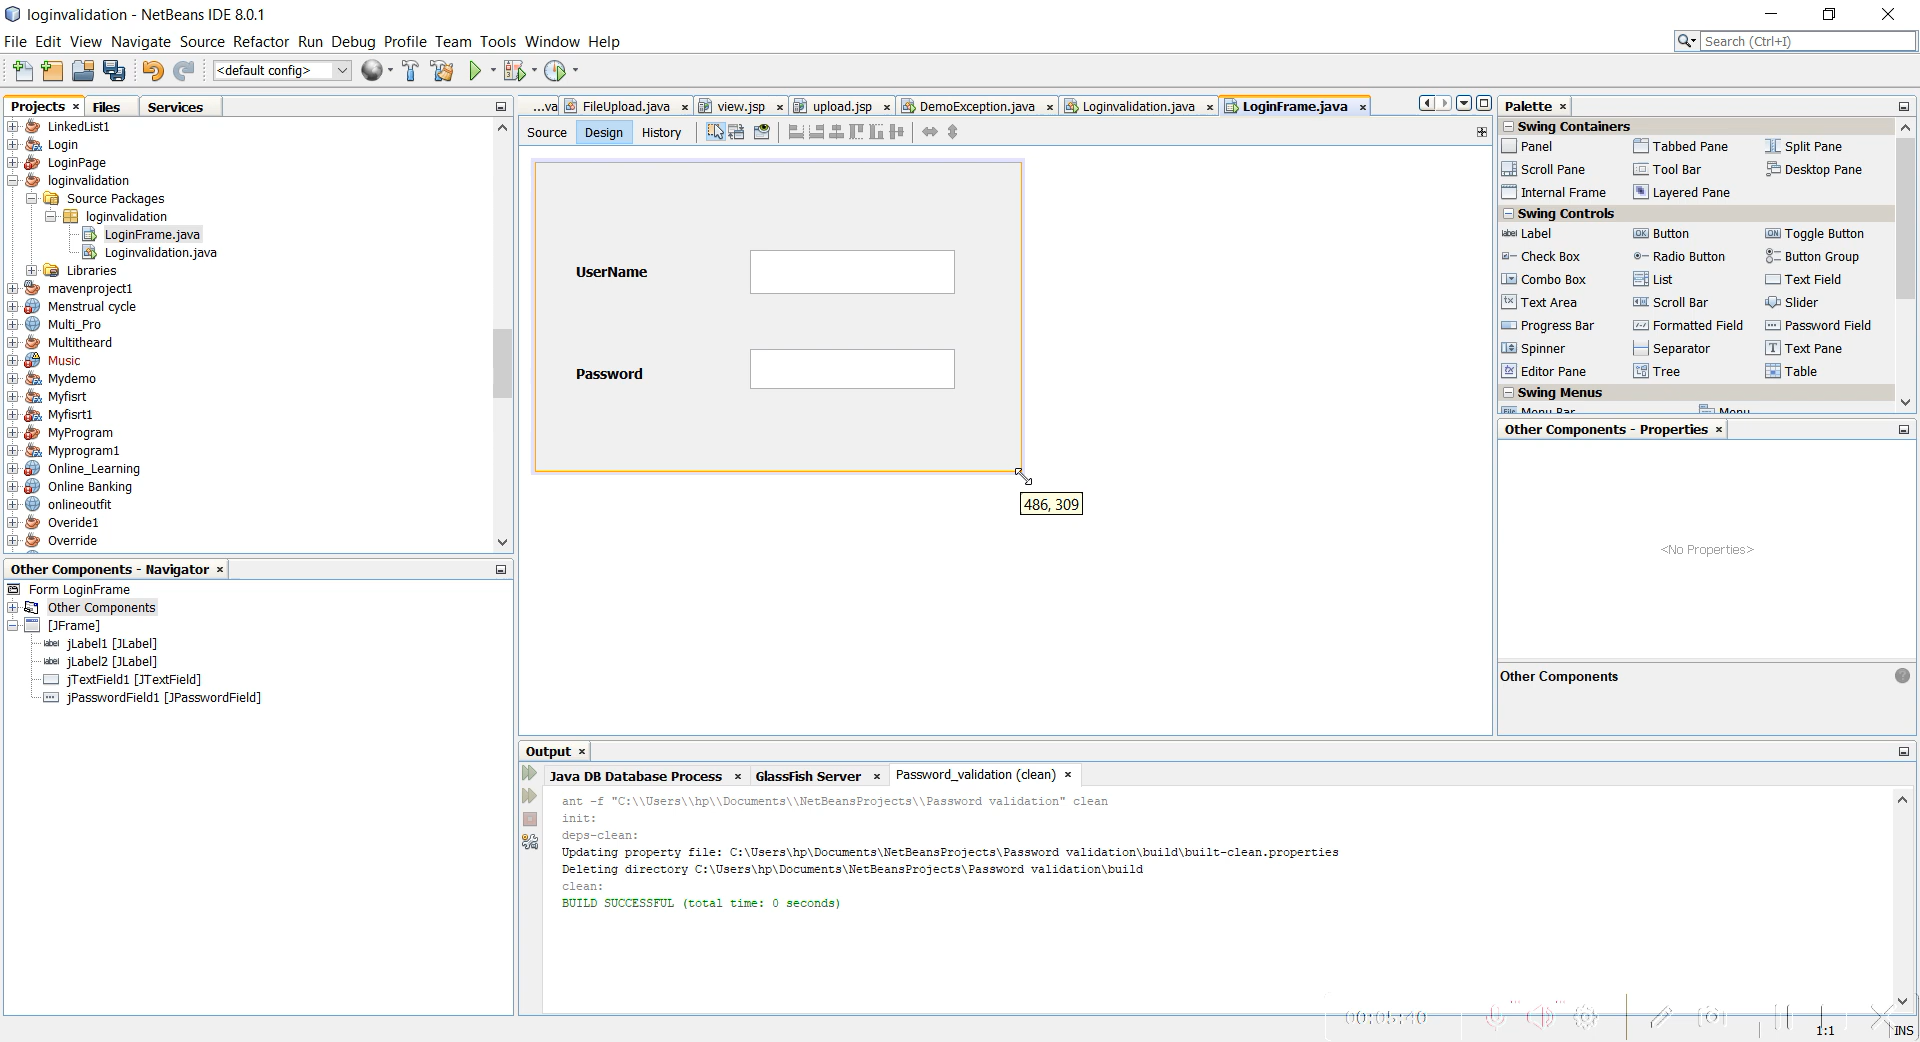 loginvalidation - NetBeans IDE 8.0.1
File Edit View Navigate Source Refactor Run Debug Profile Team Tools Window Help
Search (Ctrl+I)
<default config>
Projects Files Services
LinkedList1
Login
LoginPage
loginvalidation
Source Packages
loginvalidation
LoginFrame.java
Loginvalidation.java
Libraries
mavenproject1
Menstrual cycle
Multi_Pro
Multitheard
Music
Mydemo
Myfisrt
Myfisrt1
MyProgram
Myprogram1
Online_Learning
Online Banking
onlineoutfit
Overide1
Override
Other Components - Navigator
Form LoginFrame
Other Components
[JFrame]
jLabel1 [JLabel]
jLabel2 [JLabel]
jTextField1 [JTextField]
jPasswordField1 [JPasswordField]
...va FileUpload.java view.jsp upload.jsp DemoException.java Loginvalidation.java LoginFrame.java
Source Design History
UserName
Password
486, 309
Palette
Swing Containers
Panel Tabbed Pane Split Pane
Scroll Pane Tool Bar Desktop Pane
Internal Frame Layered Pane
Swing Controls
label Label OK Button ON Toggle Button
Check Box Radio Button Button Group
Combo Box List Text Field
Text Area Scroll Bar Slider
Progress Bar Formatted Field Password Field
Spinner Separator Text Pane
Editor Pane Tree Table
Swing Menus
Menu Bar Menu
Other Components - Properties
<No Properties>
Other Components
Output
Java DB Database Process GlassFish Server Password_validation (clean)
ant -f "C:\\Users\\hp\\Documents\\NetBeansProjects\\Password validation" clean
init:
deps-clean:
Updating property file: C:\Users\hp\Documents\NetBeansProjects\Password validation\build\built-clean.properties
Deleting directory C:\Users\hp\Documents\NetBeansProjects\Password validation\build
clean:
BUILD SUCCESSFUL (total time: 0 seconds)
00:05:40
1:1 INS